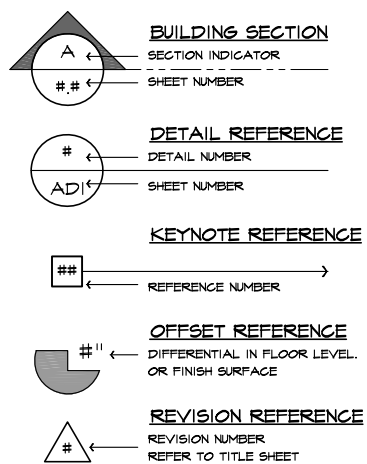 BUILDING SECTION
A
SECTION INDICATOR
#.#
SHEET NUMBER
DETAIL REFERENCE
#
DETAIL NUMBER
AD1
SHEET NUMBER
KEYNOTE REFERENCE
##
REFERENCE NUMBER
OFFSET REFERENCE
#"
DIFFERENTIAL IN FLOOR LEVEL.
OR FINISH SURFACE
REVISION REFERENCE
REVISION NUMBER
#
REFER TO TITLE SHEET